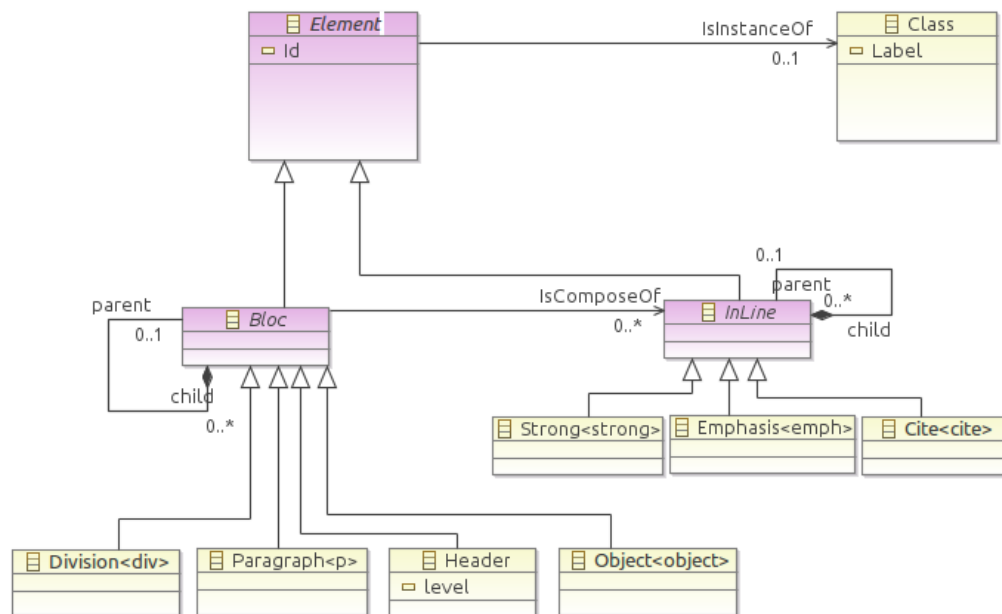 Element
Id
IsInstanceOf
0..1
Class
Label
parent
0..1
Bloc
child
0..*
IsComposeOf
0..*
0..1
parent
0..*
InLine
child
Strong<strong>
Emphasis<emph>
Cite<cite>
Division<div>
Paragraph<p>
Header
level
Object<object>